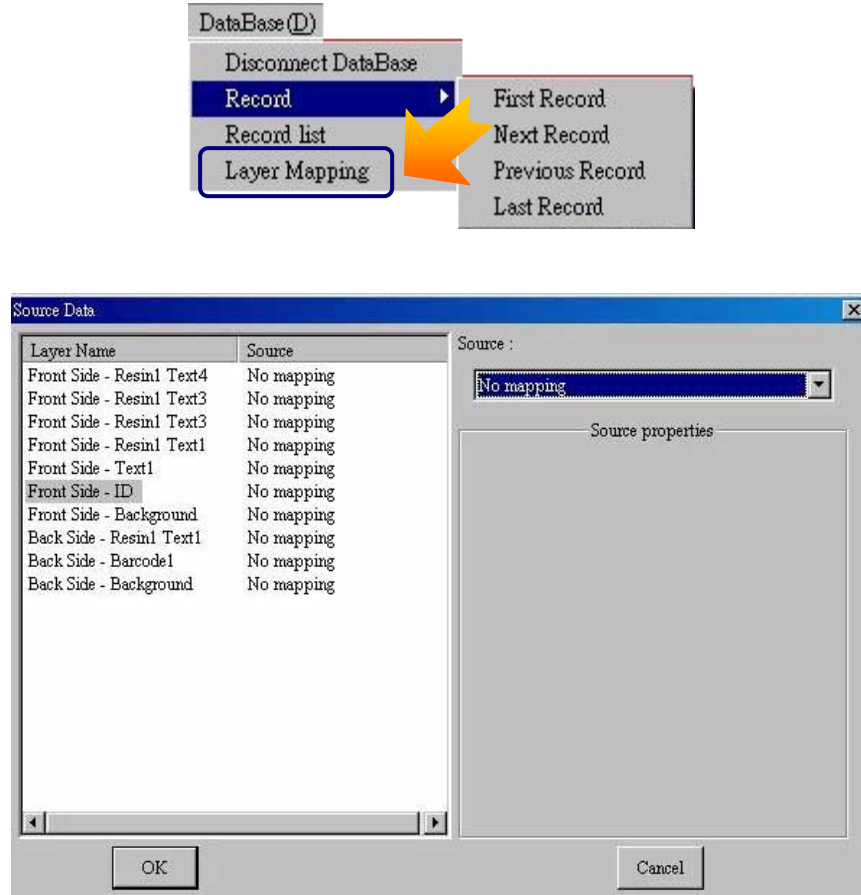 DataBase(D)
Disconnect DataBase
Record
Record list
Layer Mapping
First Record
Next Record
Previous Record
Last Record
Source Data
Layer Name Source
Front Side - Resin1 Text4 No mapping
Front Side - Resin1 Text3 No mapping
Front Side - Resin1 Text3 No mapping
Front Side - Resin1 Text1 No mapping
Front Side - Text1 No mapping
Front Side - ID No mapping
Front Side - Background No mapping
Back Side - Resin1 Text1 No mapping
Back Side - Barcode1 No mapping
Back Side - Background No mapping
Source :
No mapping
Source properties
OK
Cancel